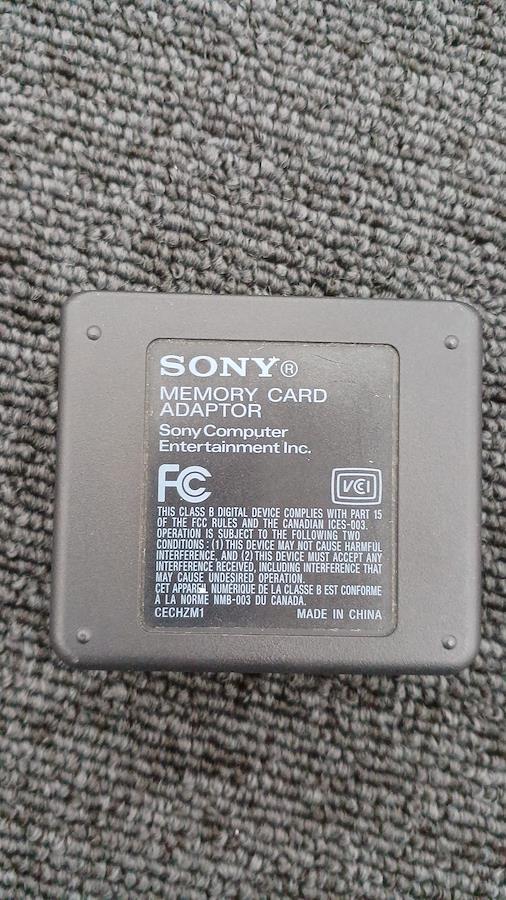 SONY®
MEMORY CARD
ADAPTOR
Sony Computer
Entertainment Inc.
FC
VCI
THIS CLASS B DIGITAL DEVICE COMPLIES WITH PART 15
OF THE FCC RULES AND THE CANADIAN ICES-003.
OPERATION IS SUBJECT TO THE FOLLOWING TWO
CONDITIONS : (1) THIS DEVICE MAY NOT CAUSE HARMFUL
INTERFERENCE, AND (2) THIS DEVICE MUST ACCEPT ANY
INTERFERENCE RECEIVED, INCLUDING INTERFERENCE THAT
MAY CAUSE UNDESIRED OPERATION.
CET APPAREIL NUMÉRIQUE DE LA CLASSE B EST CONFORME
À LA NORME NMB-003 DU CANADA.
CECHZM1 MADE IN CHINA